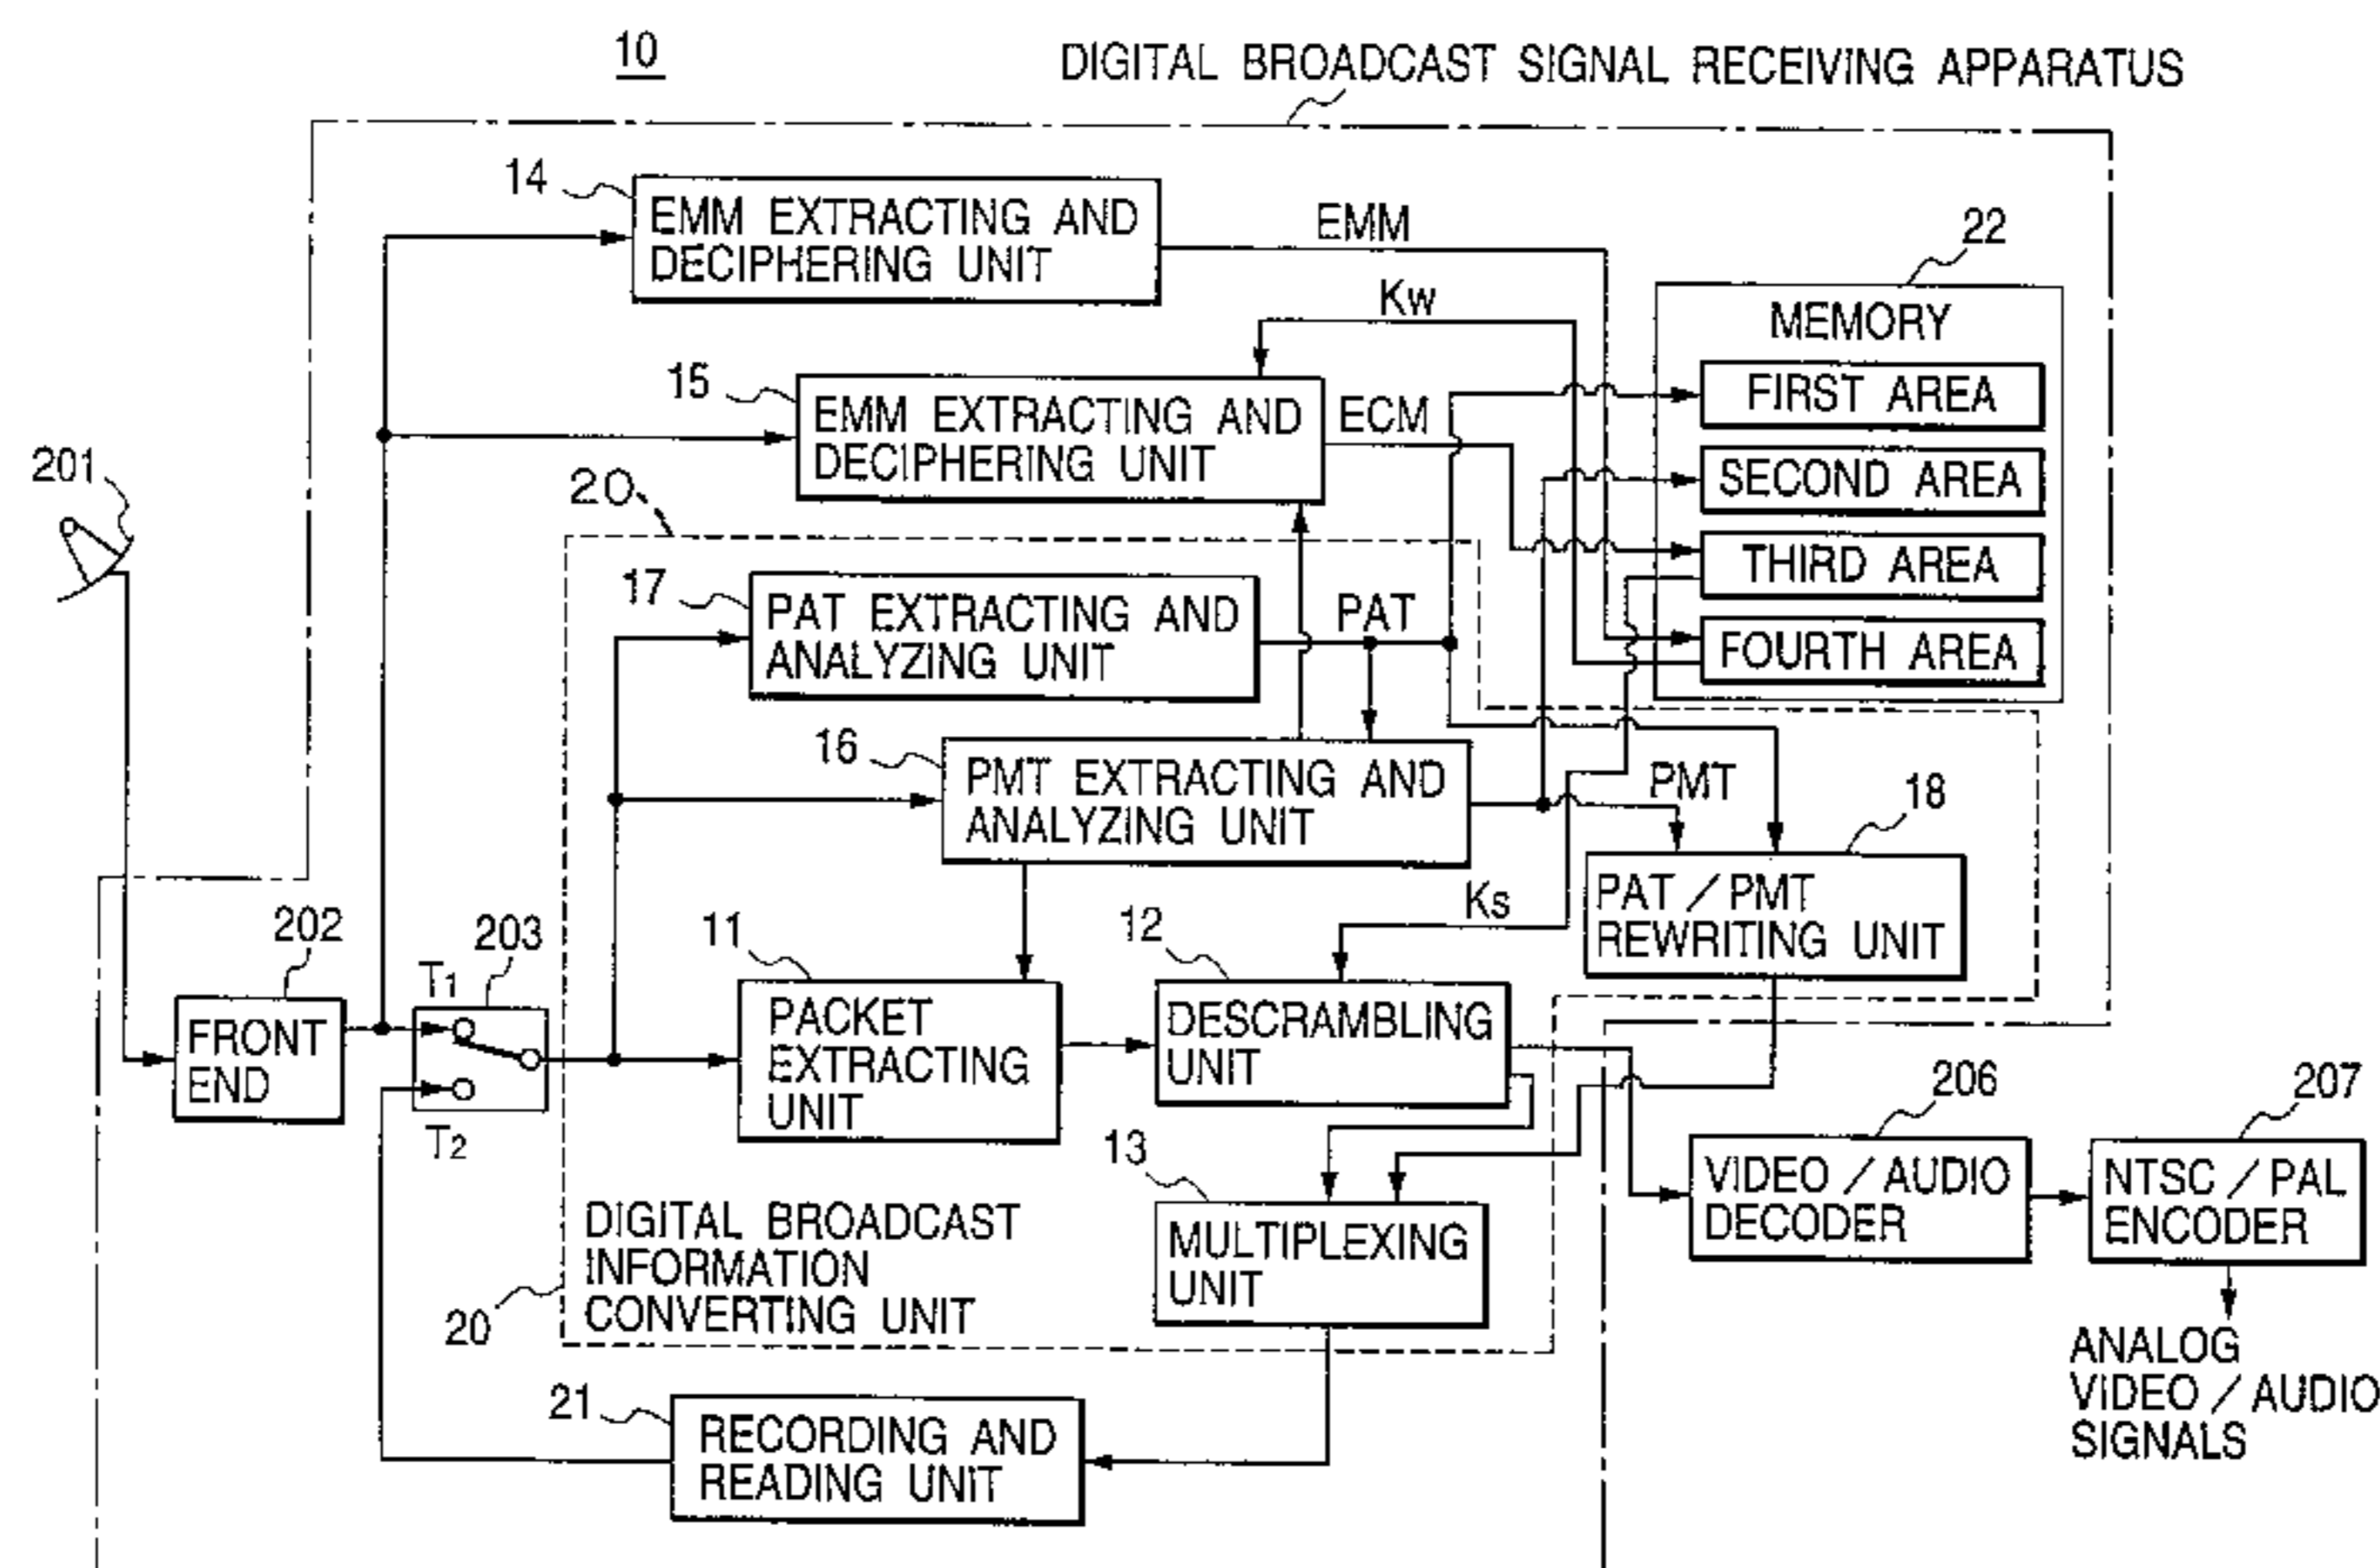 10
DIGITAL BROADCAST SIGNAL RECEIVING APPARATUS
14
EMM EXTRACTING AND
DECIPHERING UNIT
EMM
22
Kw
MEMORY
FIRST AREA
SECOND AREA
THIRD AREA
FOURTH AREA
15
EMM EXTRACTING AND
DECIPHERING UNIT
ECM
201
20
17
PAT EXTRACTING AND
ANALYZING UNIT
PAT
16
PMT EXTRACTING AND
ANALYZING UNIT
PMT
18
PAT / PMT
REWRITING UNIT
Ks
202
FRONT
END
203
T1
T2
11
PACKET
EXTRACTING
UNIT
12
DESCRAMBLING
UNIT
13
MULTIPLEXING
UNIT
206
VIDEO / AUDIO
DECODER
207
NTSC / PAL
ENCODER
DIGITAL BROADCAST
INFORMATION
CONVERTING UNIT
20
21
RECORDING AND
READING UNIT
ANALOG
VIDEO / AUDIO
SIGNALS